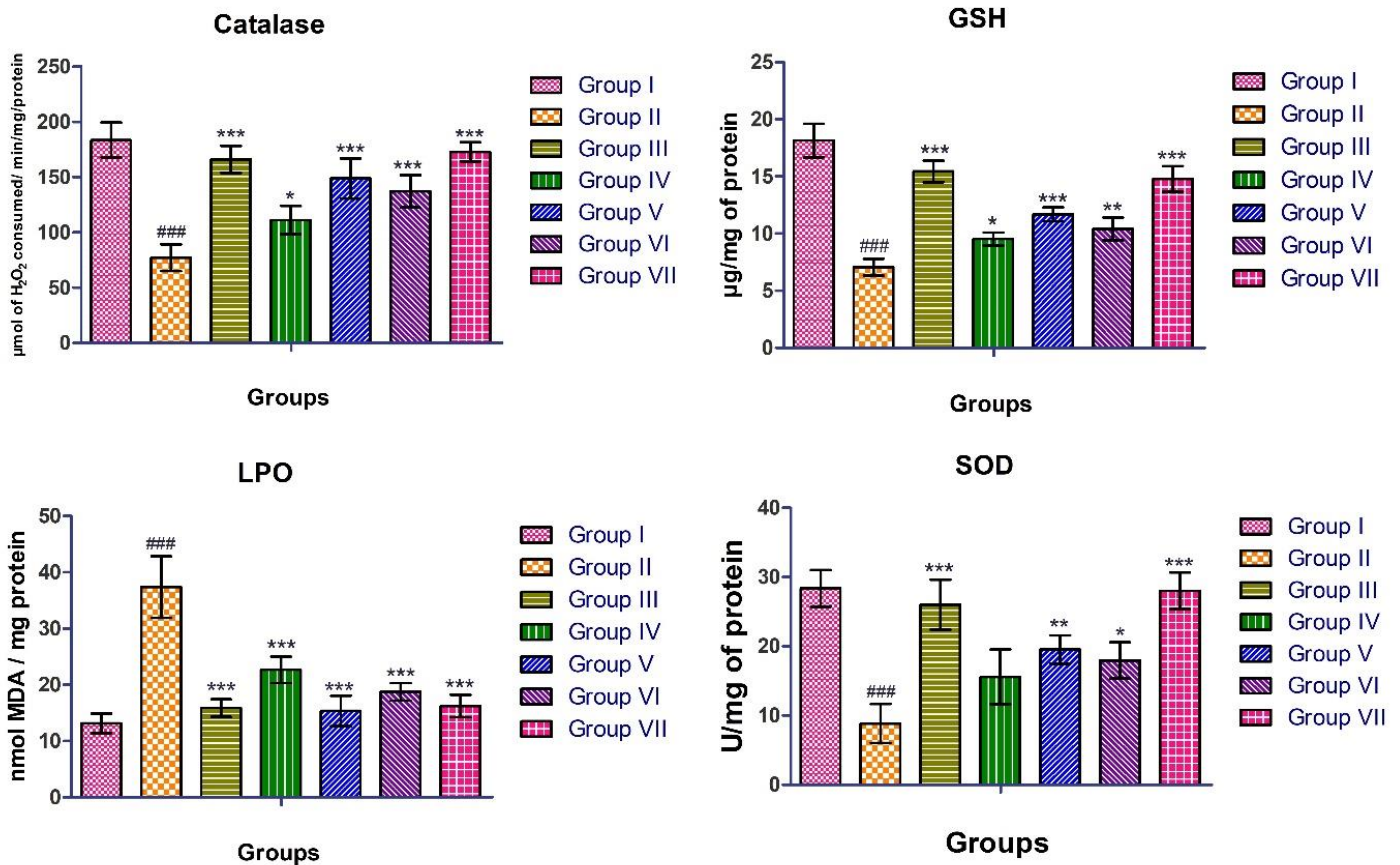 Catalase
µmol of H₂O₂ consumed/ min/mg/protein
250
200
150
100
50
0
###
***
*
***
***
***
Groups
Group I
Group II
Group III
Group IV
Group V
Group VI
Group VII
GSH
µg/mg of protein
25
20
15
10
5
0
###
***
*
***
**
***
Groups
Group I
Group II
Group III
Group IV
Group V
Group VI
Group VII
LPO
nmol MDA / mg protein
50
40
30
20
10
0
###
***
***
***
***
***
Groups
Group I
Group II
Group III
Group IV
Group V
Group VI
Group VII
SOD
U/mg of protein
40
30
20
10
0
###
***
**
*
***
Groups
Group I
Group II
Group III
Group IV
Group V
Group VI
Group VII